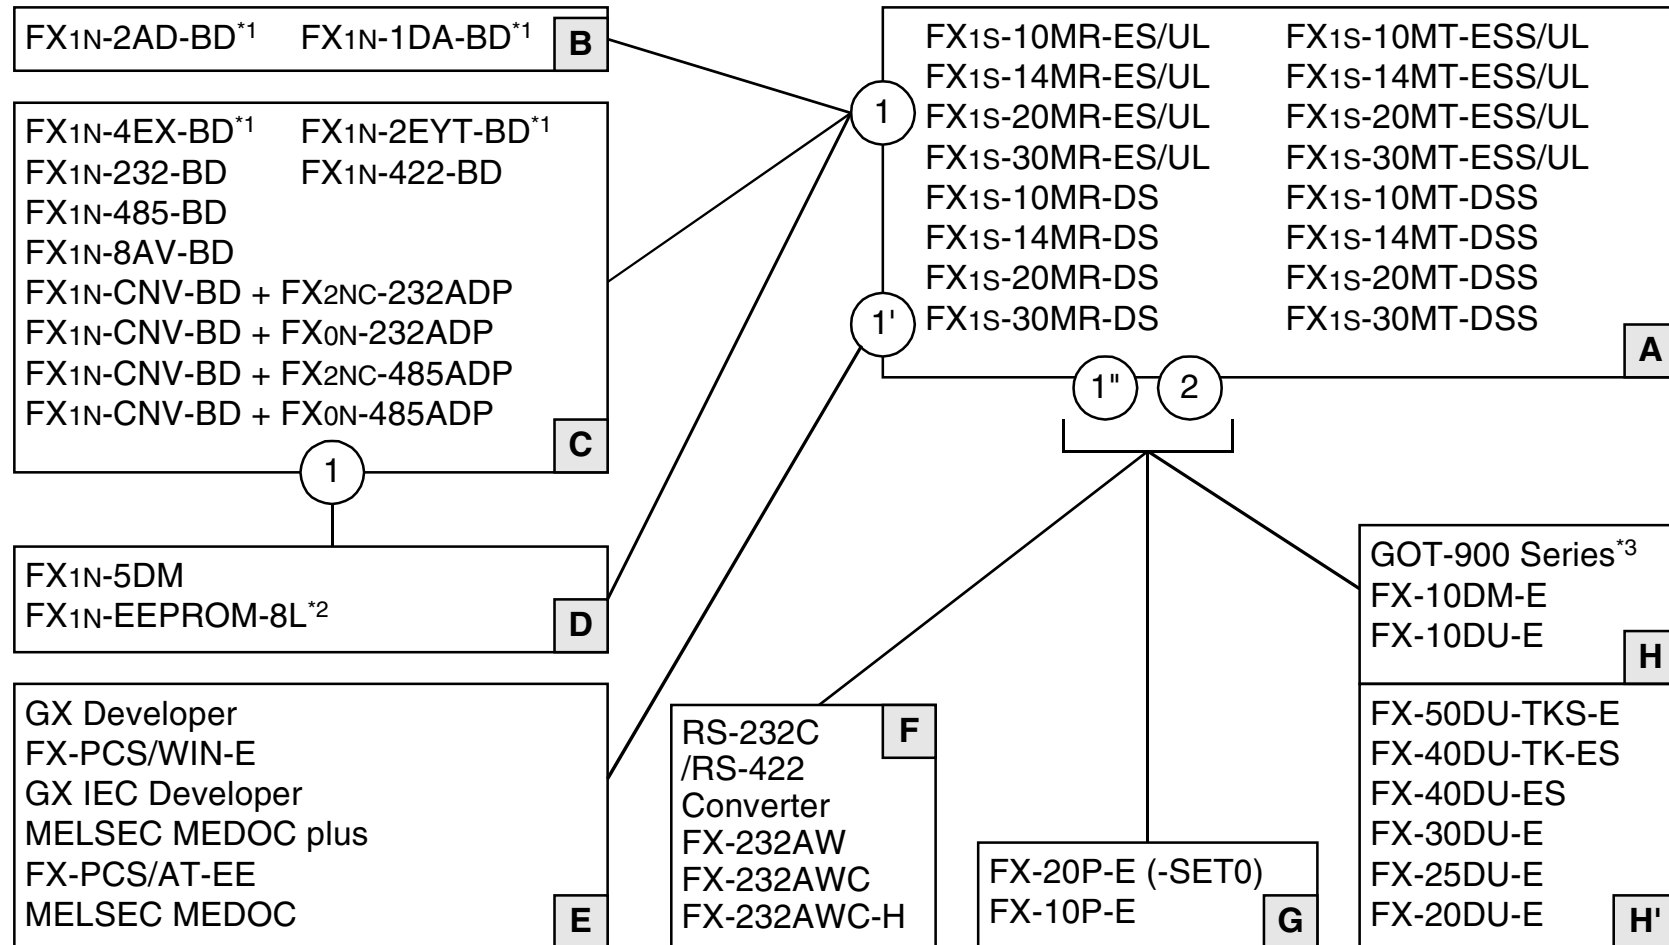 FX1N-2AD-BD*1 FX1N-1DA-BD*1
B
FX1N-4EX-BD*1 FX1N-2EYT-BD*1
FX1N-232-BD FX1N-422-BD
FX1N-485-BD
FX1N-8AV-BD
FX1N-CNV-BD + FX2NC-232ADP
FX1N-CNV-BD + FX0N-232ADP
FX1N-CNV-BD + FX2NC-485ADP
FX1N-CNV-BD + FX0N-485ADP
C
1
FX1N-5DM
FX1N-EEPROM-8L*2
D
GX Developer
FX-PCS/WIN-E
GX IEC Developer
MELSEC MEDOC plus
FX-PCS/AT-EE
MELSEC MEDOC
E
1
1'
FX1S-10MR-ES/UL FX1S-10MT-ESS/UL
FX1S-14MR-ES/UL FX1S-14MT-ESS/UL
FX1S-20MR-ES/UL FX1S-20MT-ESS/UL
FX1S-30MR-ES/UL FX1S-30MT-ESS/UL
FX1S-10MR-DS FX1S-10MT-DSS
FX1S-14MR-DS FX1S-14MT-DSS
FX1S-20MR-DS FX1S-20MT-DSS
FX1S-30MR-DS FX1S-30MT-DSS
A
1" 2
RS-232C
/RS-422
Converter
FX-232AW
FX-232AWC
FX-232AWC-H
F
FX-20P-E (-SET0)
FX-10P-E
G
GOT-900 Series*3
FX-10DM-E
FX-10DU-E
H
FX-50DU-TKS-E
FX-40DU-TK-ES
FX-40DU-ES
FX-30DU-E
FX-25DU-E
FX-20DU-E
H'